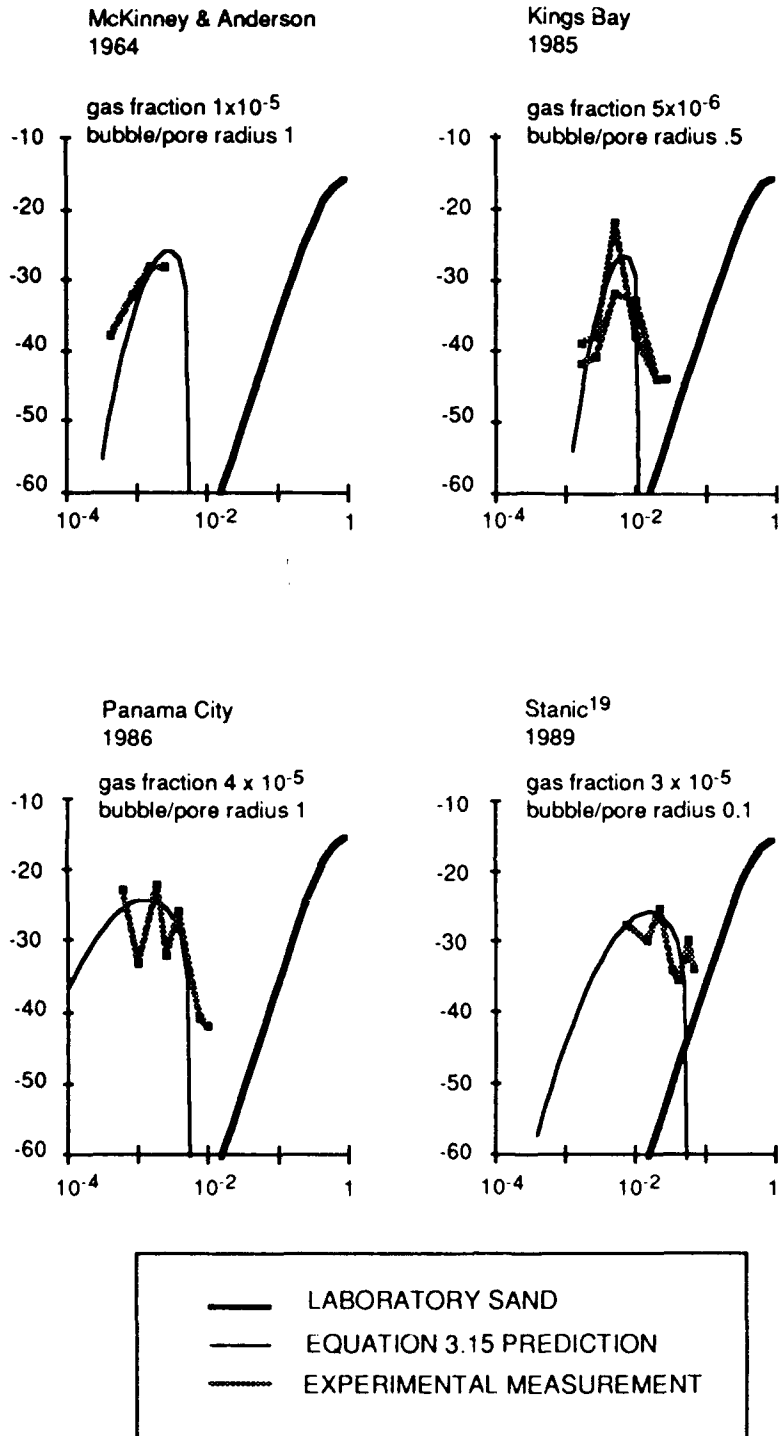 McKinney & Anderson
1964
gas fraction 1x10-5
bubble/pore radius 1
-10
-20
-30
-40
-50
-60
10-4
10-2
1
Kings Bay
1985
gas fraction 5x10-6
bubble/pore radius .5
-10
-20
-30
-40
-50
-60
10-4
10-2
1
Panama City
1986
gas fraction 4 x 10-5
bubble/pore radius 1
-10
-20
-30
-40
-50
-60
10-4
10-2
1
Stanic19
1989
gas fraction 3 x 10-5
bubble/pore radius 0.1
-10
-20
-30
-40
-50
-60
10-4
10-2
1
LABORATORY SAND
EQUATION 3.15 PREDICTION
EXPERIMENTAL MEASUREMENT